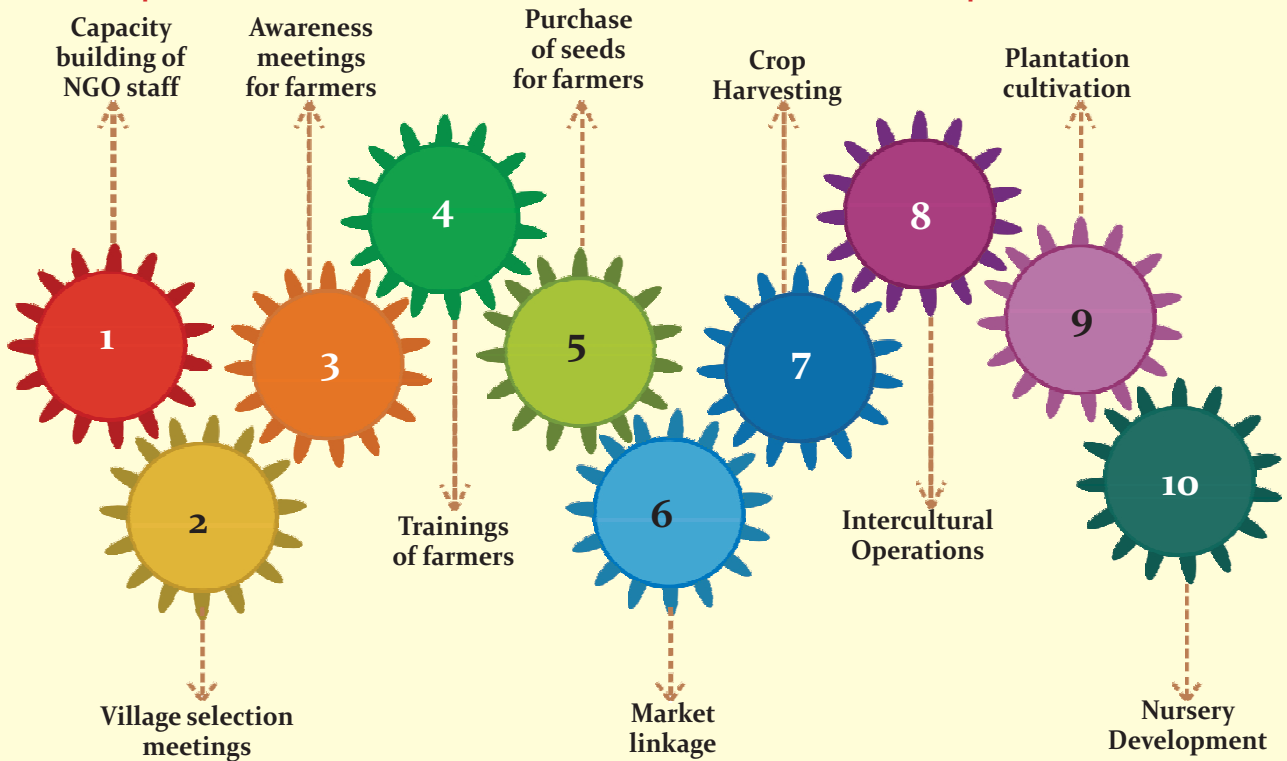 Capacity
building of
NGO staff
Awareness
meetings
for farmers
Purchase
of seeds
for farmers
Crop
Harvesting
Plantation
cultivation
1
2
3
4
5
6
7
8
9
10
Village selection
meetings
Trainings
of farmers
Market
linkage
Intercultural
Operations
Nursery
Development